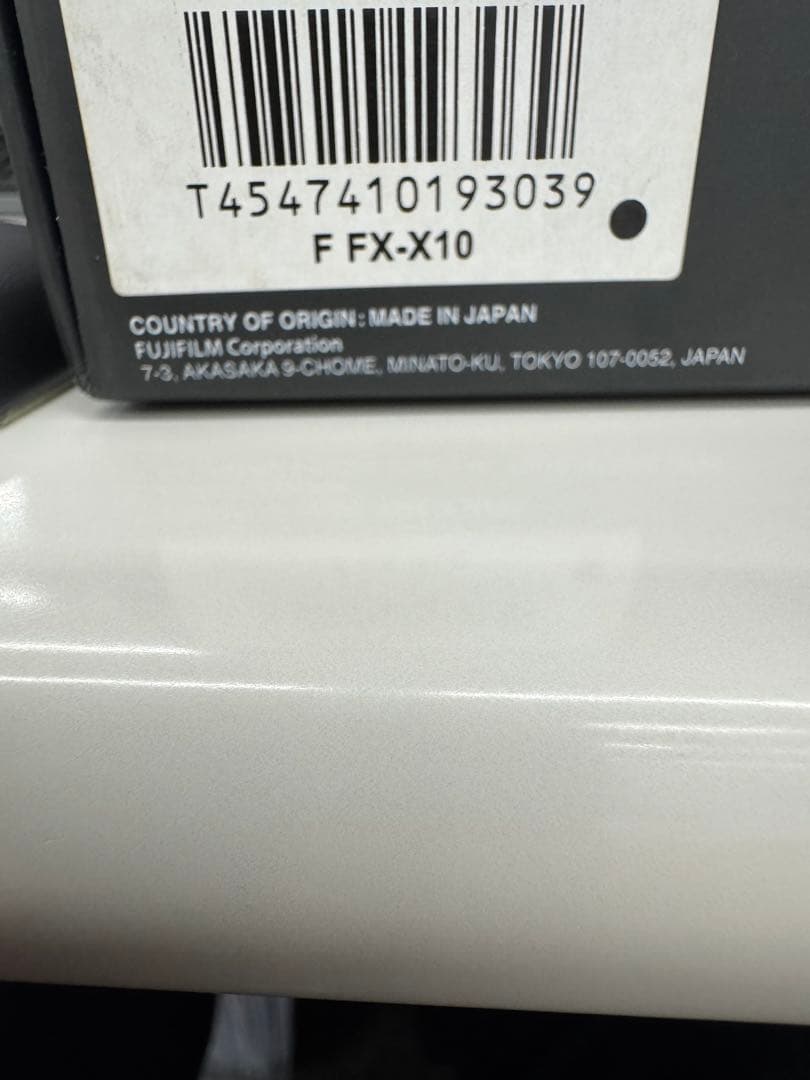 T4547410193039
F FX-X10
COUNTRY OF ORIGIN: MADE IN JAPAN
FUJIFILM Corporation
7-3, AKASAKA 9-CHOME, MINATO-KU, TOKYO 107-0052, JAPAN